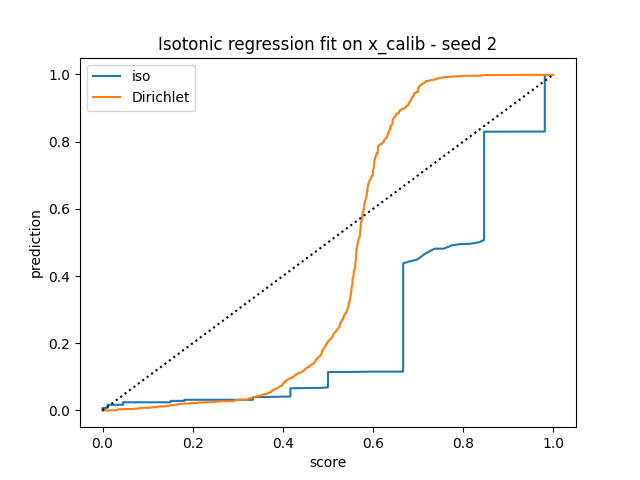 Isotonic regression fit on x_calib - seed 2
iso
Dirichlet
prediction
1.0
0.8
0.6
0.4
0.2
0.0
0.0 0.2 0.4 0.6 0.8 1.0
score